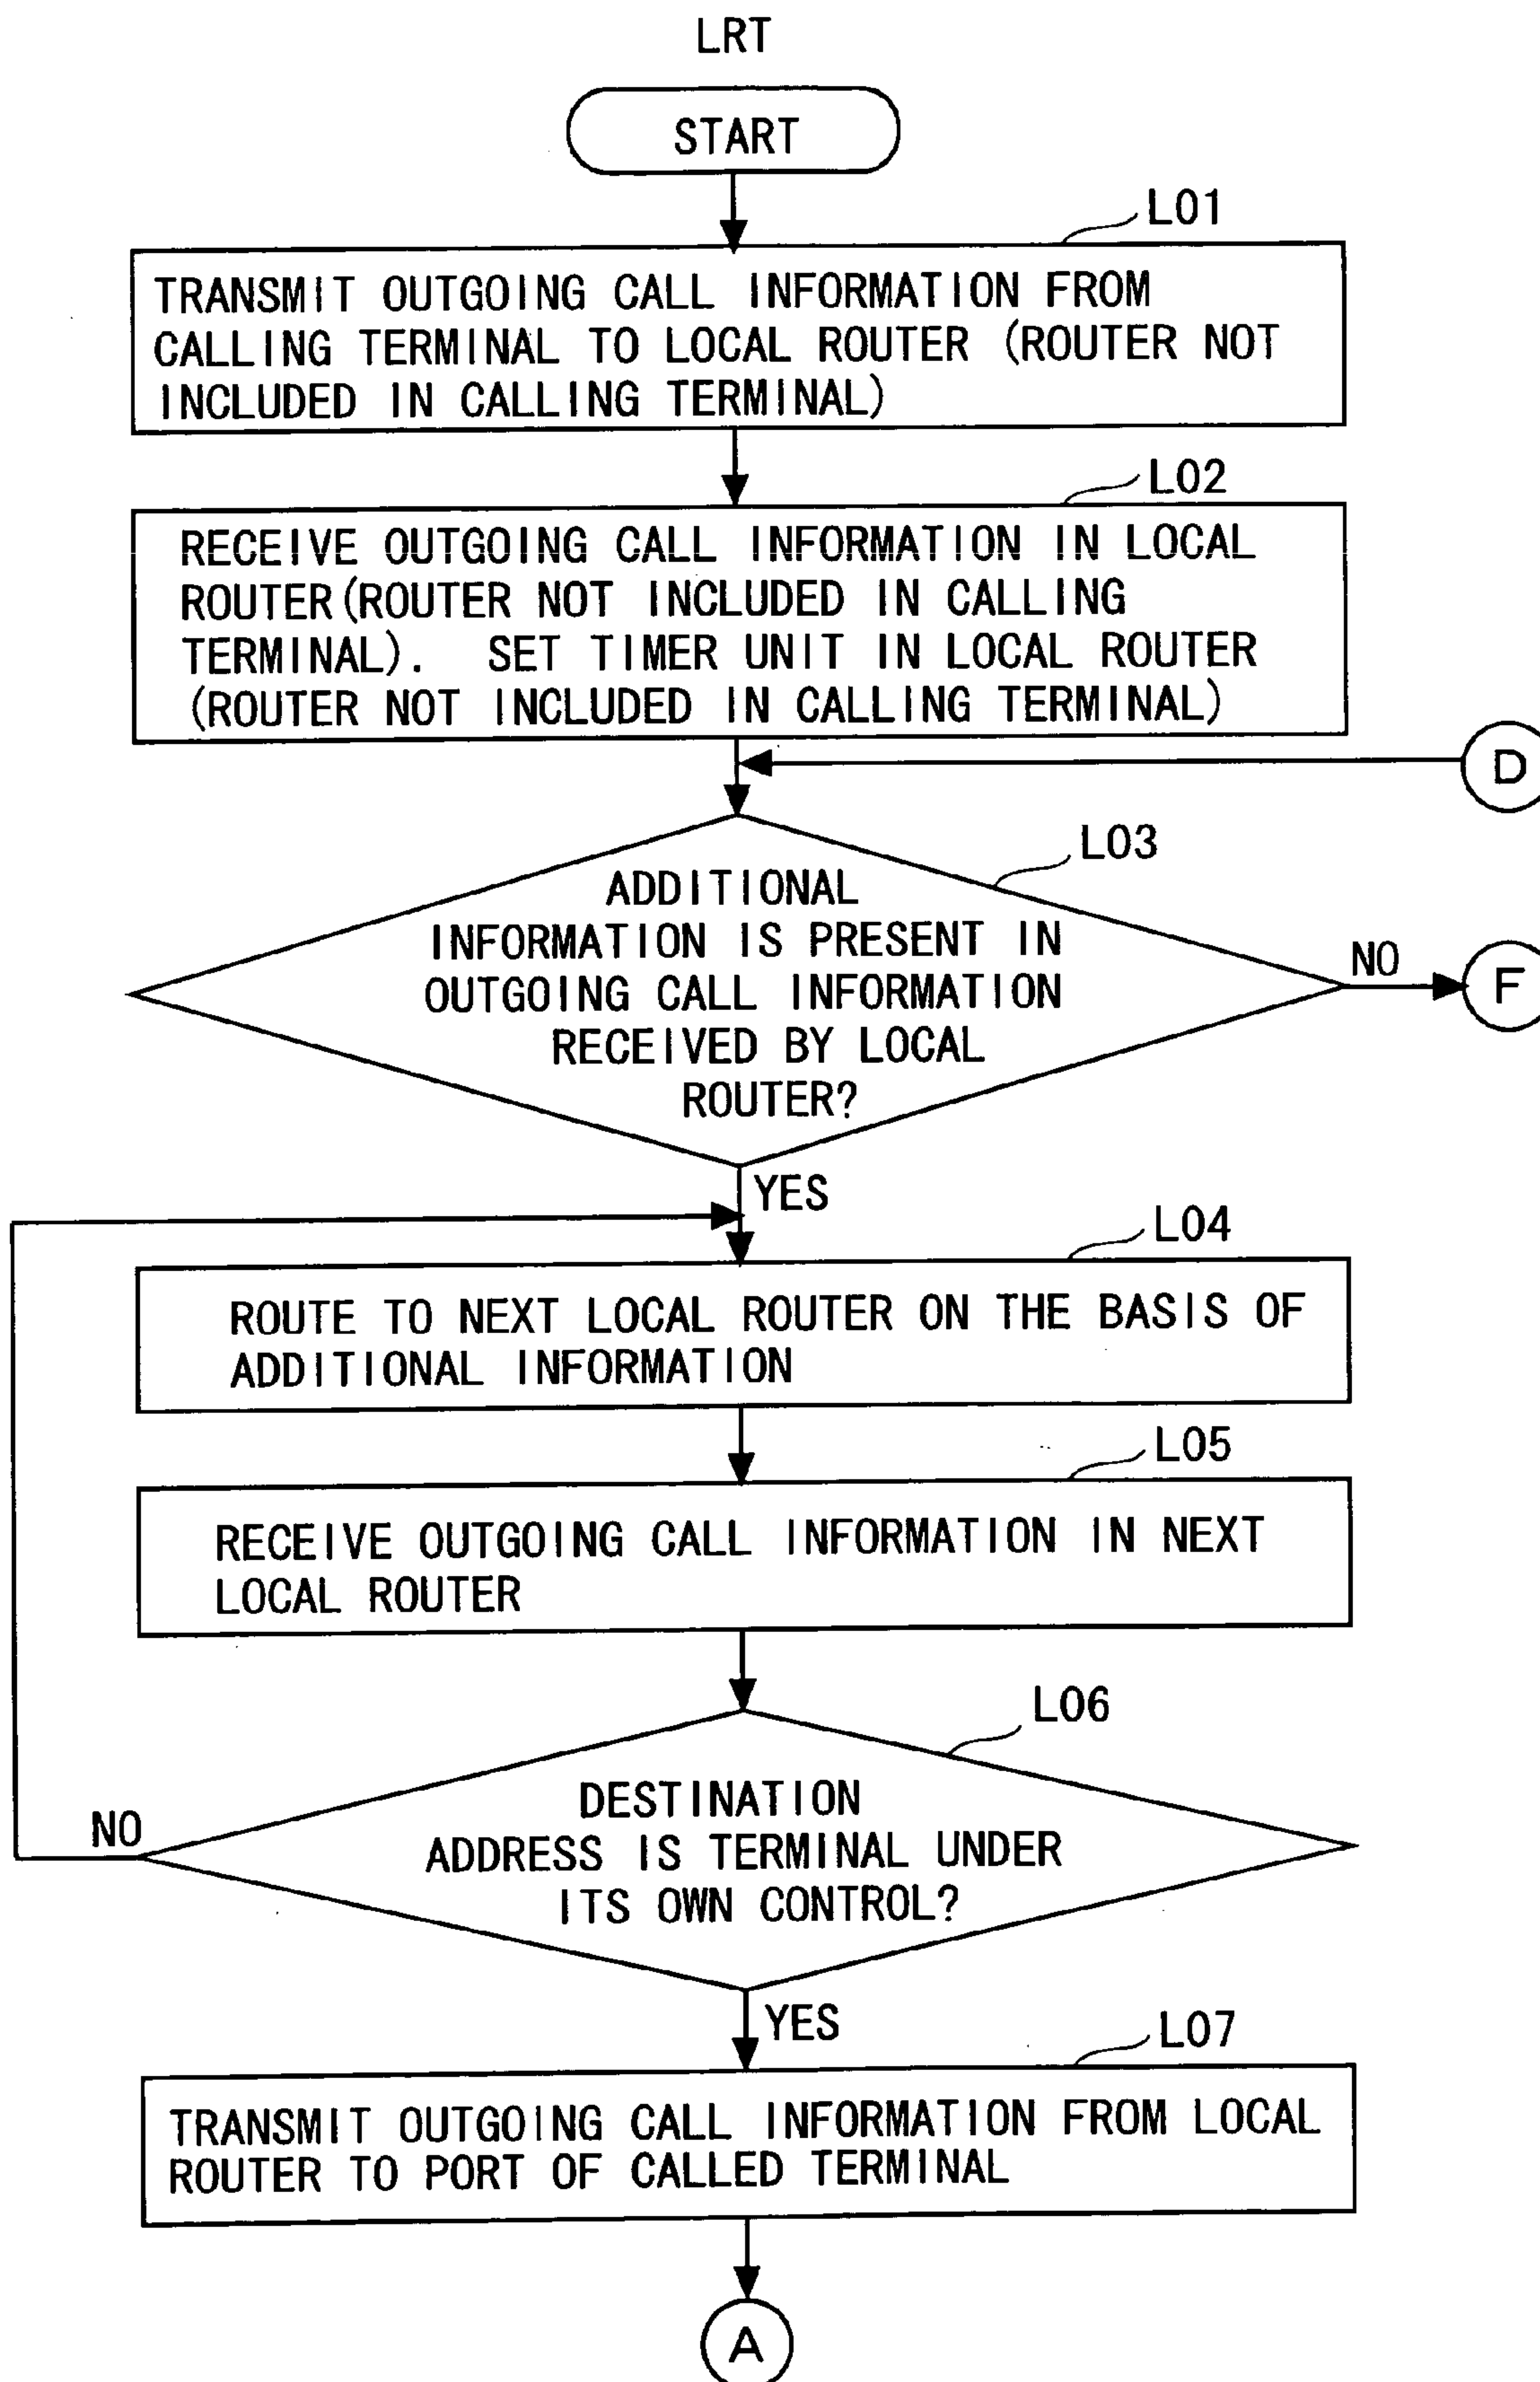 LRT
START
L01
TRANSMIT OUTGOING CALL INFORMATION FROM
CALLING TERMINAL TO LOCAL ROUTER (ROUTER NOT
INCLUDED IN CALLING TERMINAL)
L02
RECEIVE OUTGOING CALL INFORMATION IN LOCAL
ROUTER(ROUTER NOT INCLUDED IN CALLING
TERMINAL). SET TIMER UNIT IN LOCAL ROUTER
(ROUTER NOT INCLUDED IN CALLING TERMINAL)
D
L03
ADDITIONAL
INFORMATION IS PRESENT IN
OUTGOING CALL INFORMATION
RECEIVED BY LOCAL
ROUTER?
NO
F
YES
L04
ROUTE TO NEXT LOCAL ROUTER ON THE BASIS OF
ADDITIONAL INFORMATION
L05
RECEIVE OUTGOING CALL INFORMATION IN NEXT
LOCAL ROUTER
L06
DESTINATION
ADDRESS IS TERMINAL UNDER
ITS OWN CONTROL?
NO
YES
L07
TRANSMIT OUTGOING CALL INFORMATION FROM LOCAL
ROUTER TO PORT OF CALLED TERMINAL
A